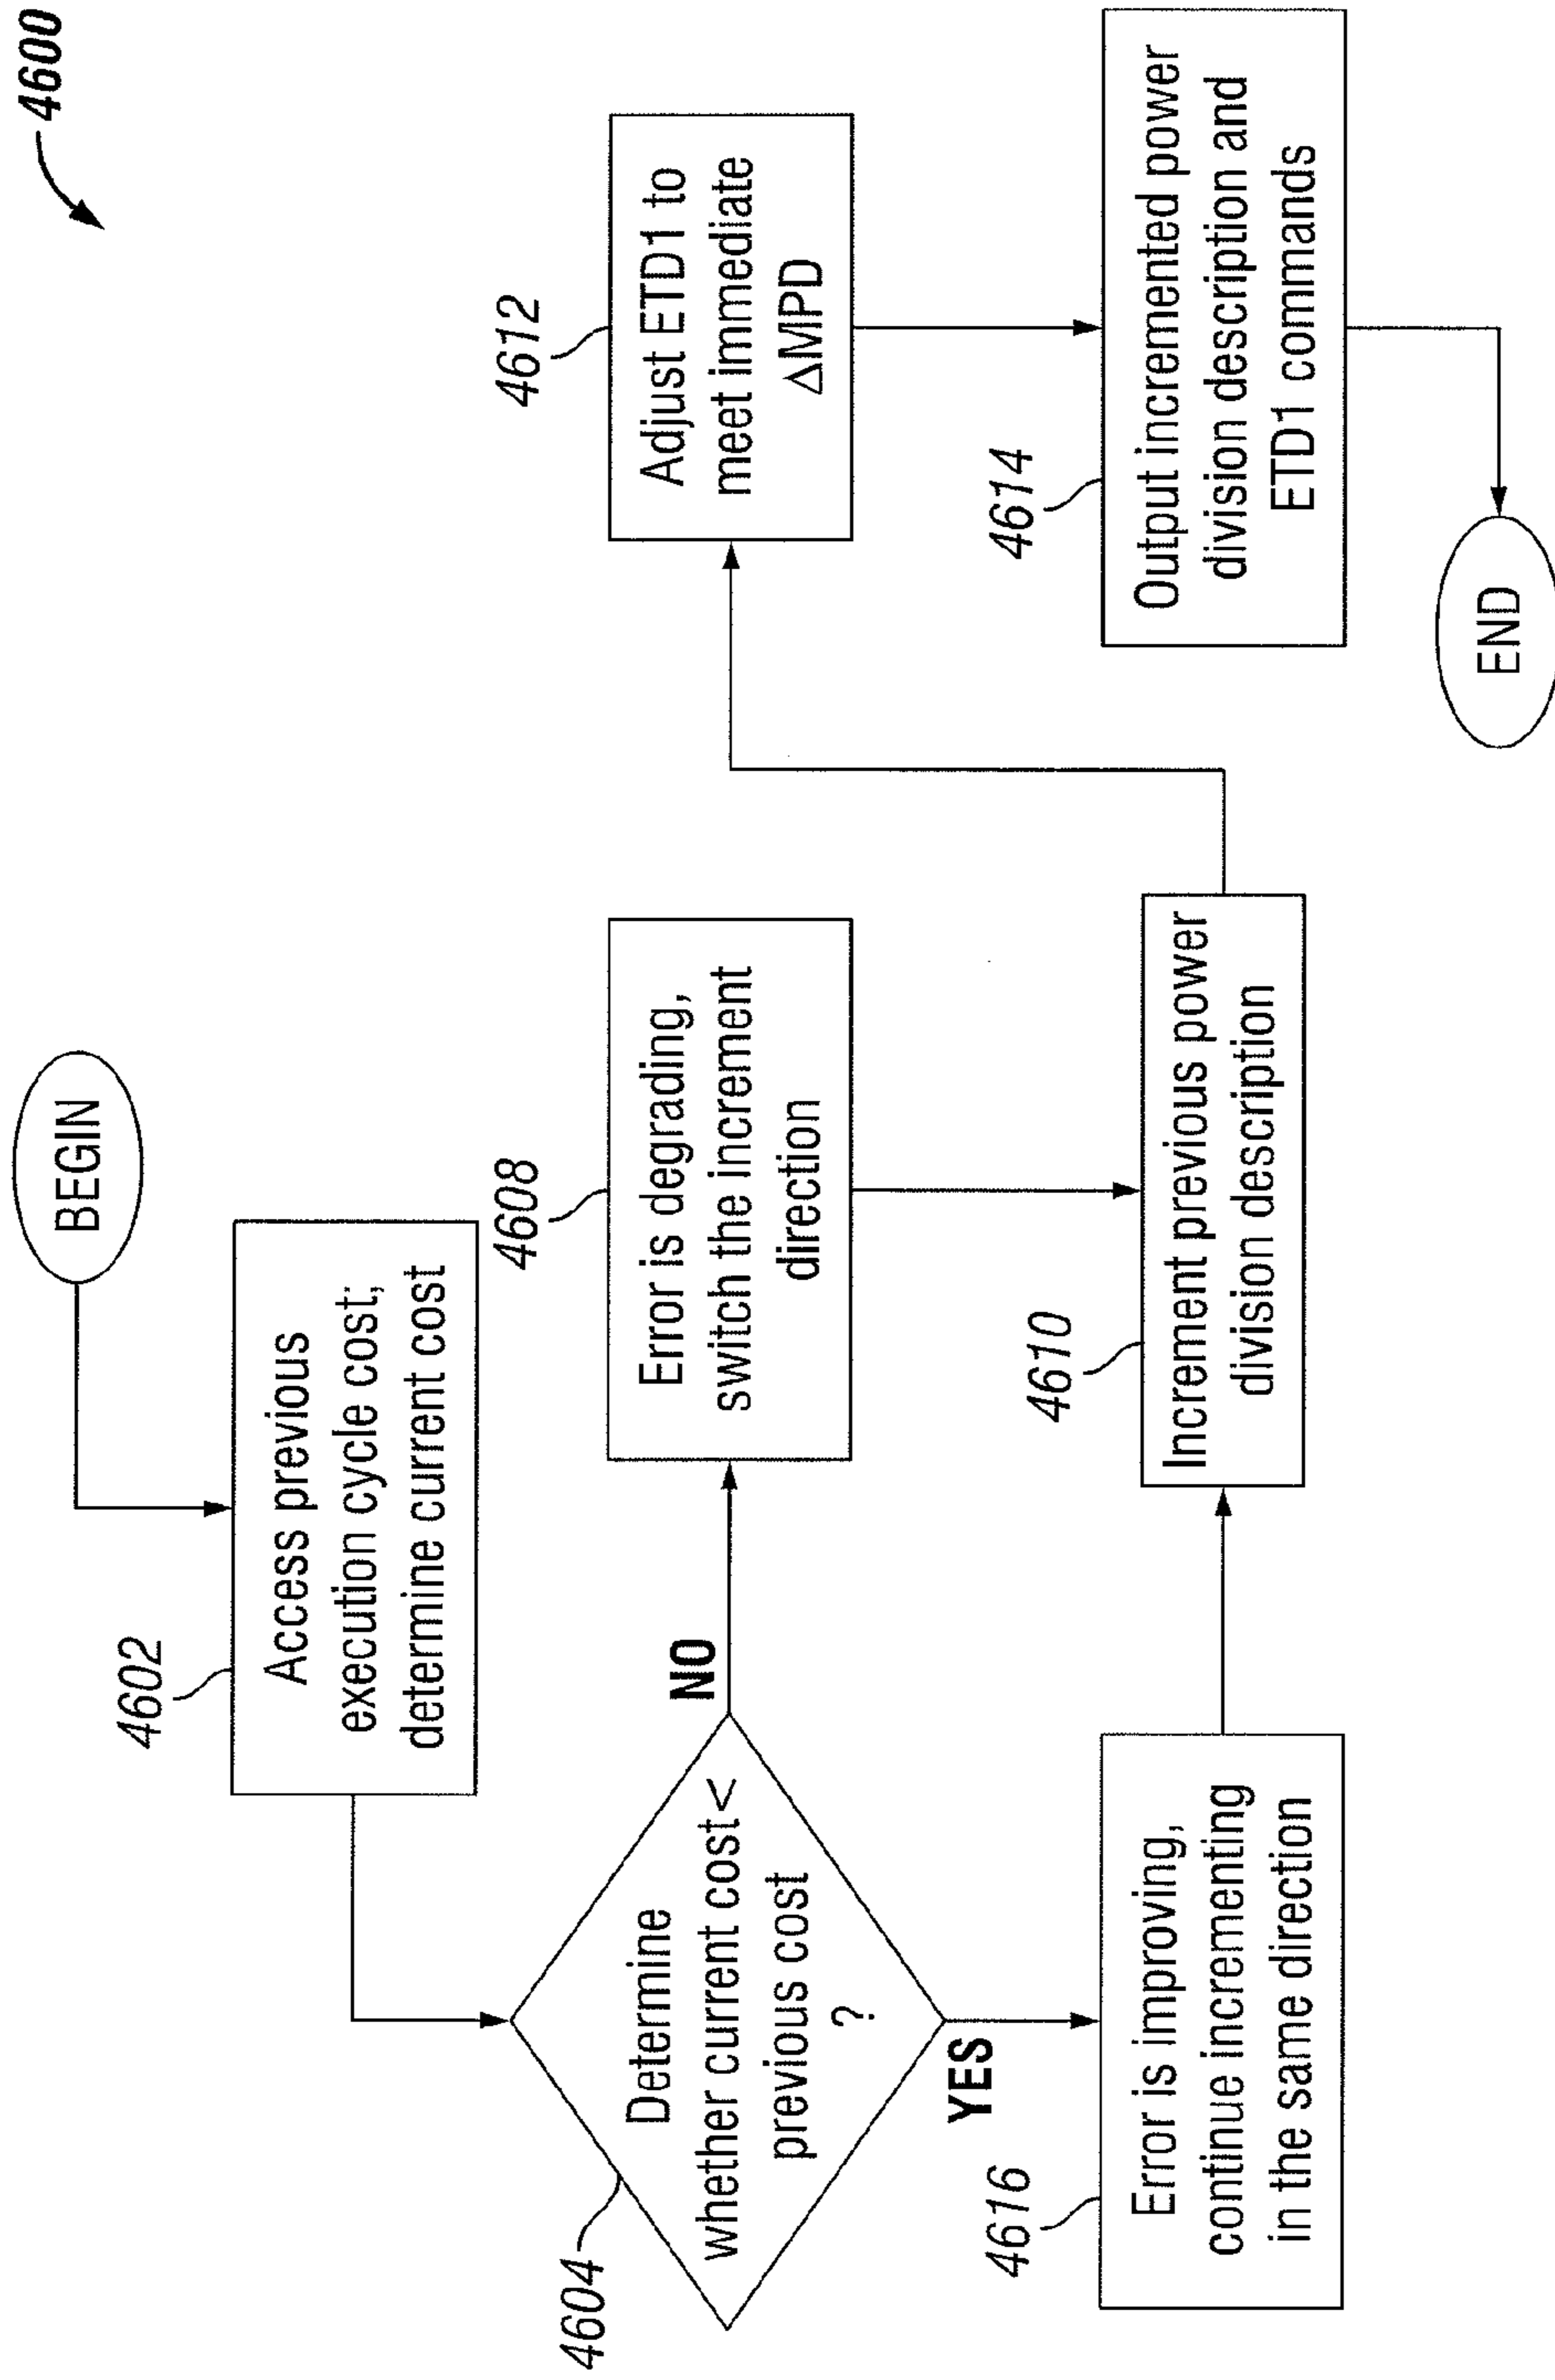 4600
BEGIN
4602
Access previous
execution cycle cost;
determine current cost
4604
Determine
whether current cost<
previous cost
?
NO
YES
4608
Error is degrading,
switch the increment
direction
4616
Error is improving,
continue incrementing
in the same direction
4610
Increment previous power
division description
4612
Adjust ETD1 to
meet immediate
ΔMPD
4614
Output incremented power
division description and
ETD1 commands
END